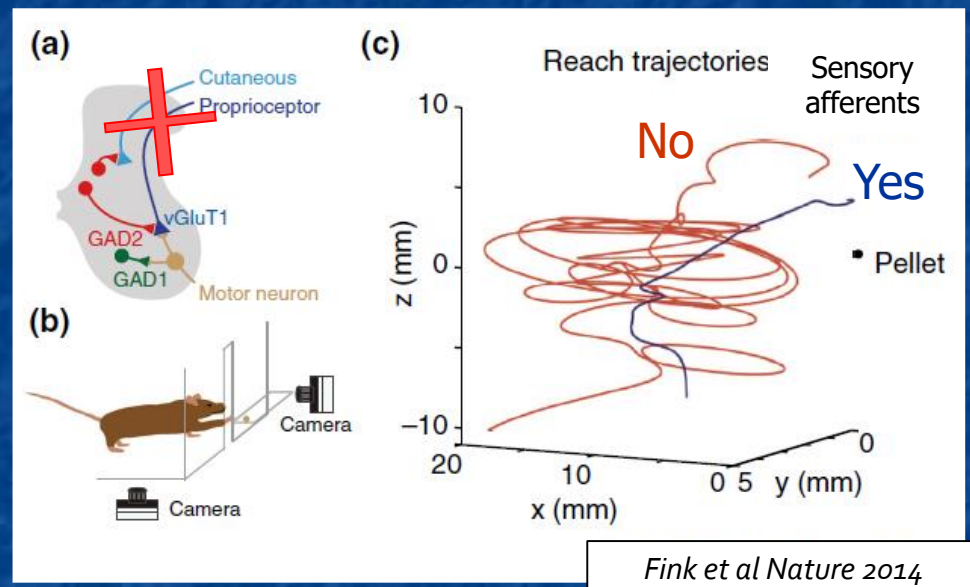 (a)
Cutaneous
Proprioceptor
vGluT1
GAD2
GAD1
Motor neuron
(b)
Camera
Camera
(c)
Reach trajectories
Sensory
afferents
No
Yes
Pellet
10
0
−10
z (mm)
20
10
0
x (mm)
5
0
y (mm)
Fink et al Nature 2014